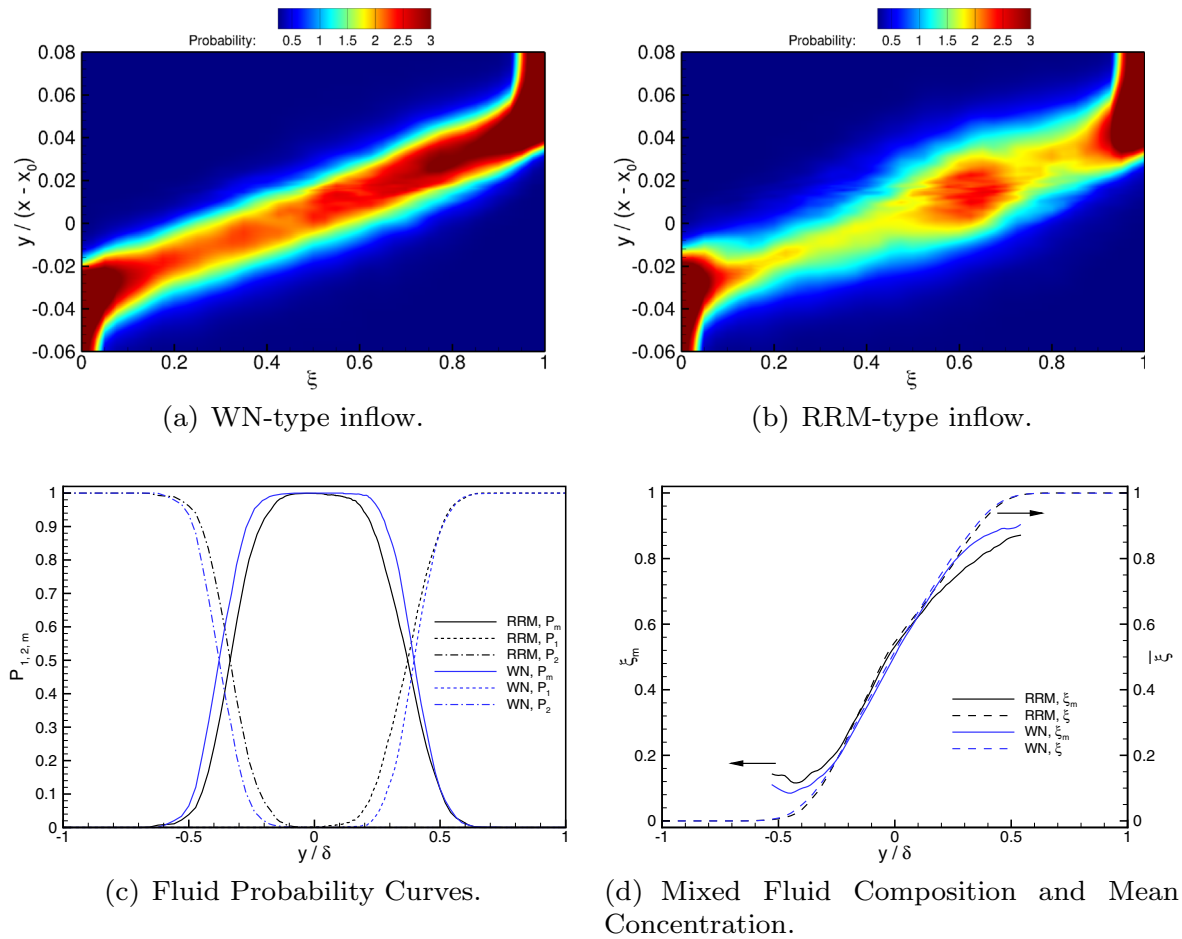 Probability: 0.5 1 1.5 2 2.5 3
y / (x - x0)
0.08
0.06
0.04
0.02
0
-0.02
-0.04
-0.06
0 0.2 0.4 0.6 0.8 1
ξ
(a) WN-type inflow.
Probability: 0.5 1 1.5 2 2.5 3
y / (x - x0)
0.08
0.06
0.04
0.02
0
-0.02
-0.04
-0.06
0 0.2 0.4 0.6 0.8 1
ξ
(b) RRM-type inflow.
P1, 2, m
1
0.9
0.8
0.7
0.6
0.5
0.4
0.3
0.2
0.1
0
RRM, Pm
RRM, P1
RRM, P2
WN, Pm
WN, P1
WN, P2
-1 -0.5 0 0.5 1
y / δ
(c) Fluid Probability Curves.
ξm
1
0.8
0.6
0.4
0.2
0
RRM, ξm
RRM, ξ
WN, ξm
WN, ξ
1
0.8
0.6
0.4
0.2
0
ξ̅
-1 -0.5 0 0.5 1
y / δ
(d) Mixed Fluid Composition and Mean
Concentration.